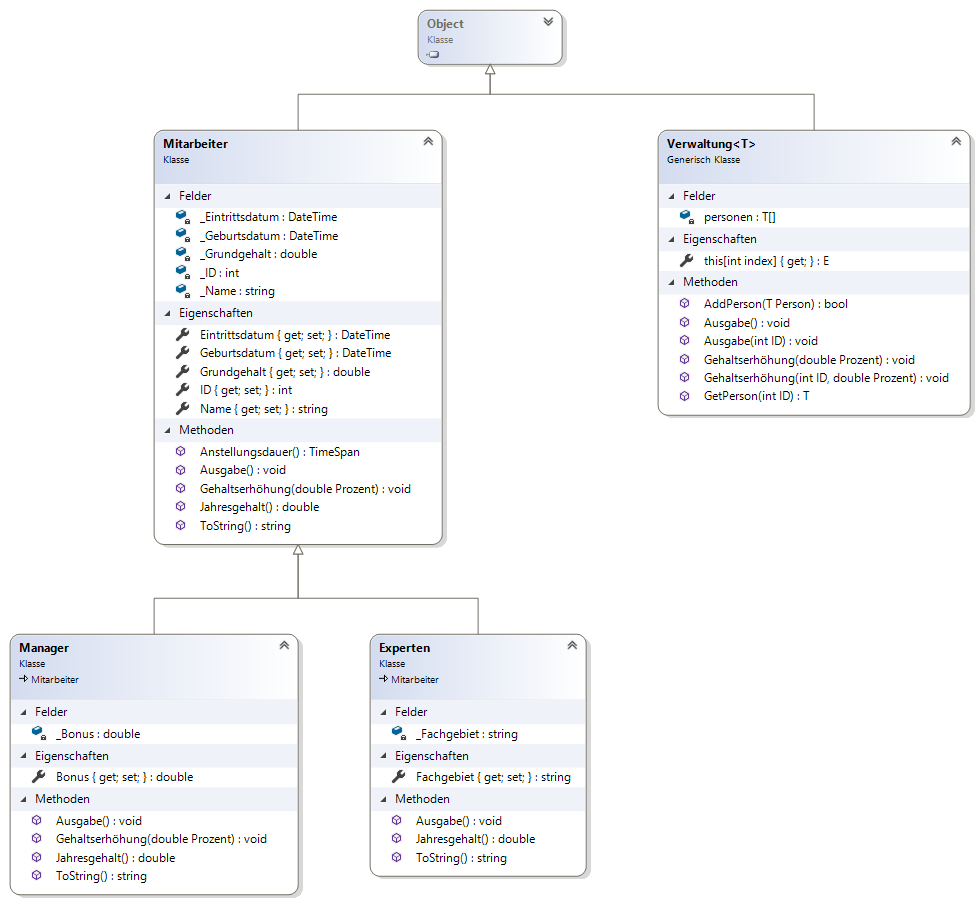 Object
Klasse
Mitarbeiter
Klasse
Felder
_Eintrittsdatum : DateTime
_Geburtsdatum : DateTime
_Grundgehalt : double
_ID : int
_Name : string
Eigenschaften
Eintrittsdatum { get; set; } : DateTime
Geburtsdatum { get; set; } : DateTime
Grundgehalt { get; set; } : double
ID { get; set; } : int
Name { get; set; } : string
Methoden
Anstellungsdauer() : TimeSpan
Ausgabe() : void
Gehaltserhöhung(double Prozent) : void
Jahresgehalt() : double
ToString() : string
Verwaltung<T>
Generisch Klasse
Felder
personen : T[]
Eigenschaften
this[int index] { get; } : E
Methoden
AddPerson(T Person) : bool
Ausgabe() : void
Ausgabe(int ID) : void
Gehaltserhöhung(double Prozent) : void
Gehaltserhöhung(int ID, double Prozent) : void
GetPerson(int ID) : T
Manager
Klasse
Mitarbeiter
Felder
_Bonus : double
Eigenschaften
Bonus { get; set; } : double
Methoden
Ausgabe() : void
Gehaltserhöhung(double Prozent) : void
Jahresgehalt() : double
ToString() : string
Experten
Klasse
Mitarbeiter
Felder
_Fachgebiet : string
Eigenschaften
Fachgebiet { get; set; } : string
Methoden
Ausgabe() : void
Jahresgehalt() : double
ToString() : string